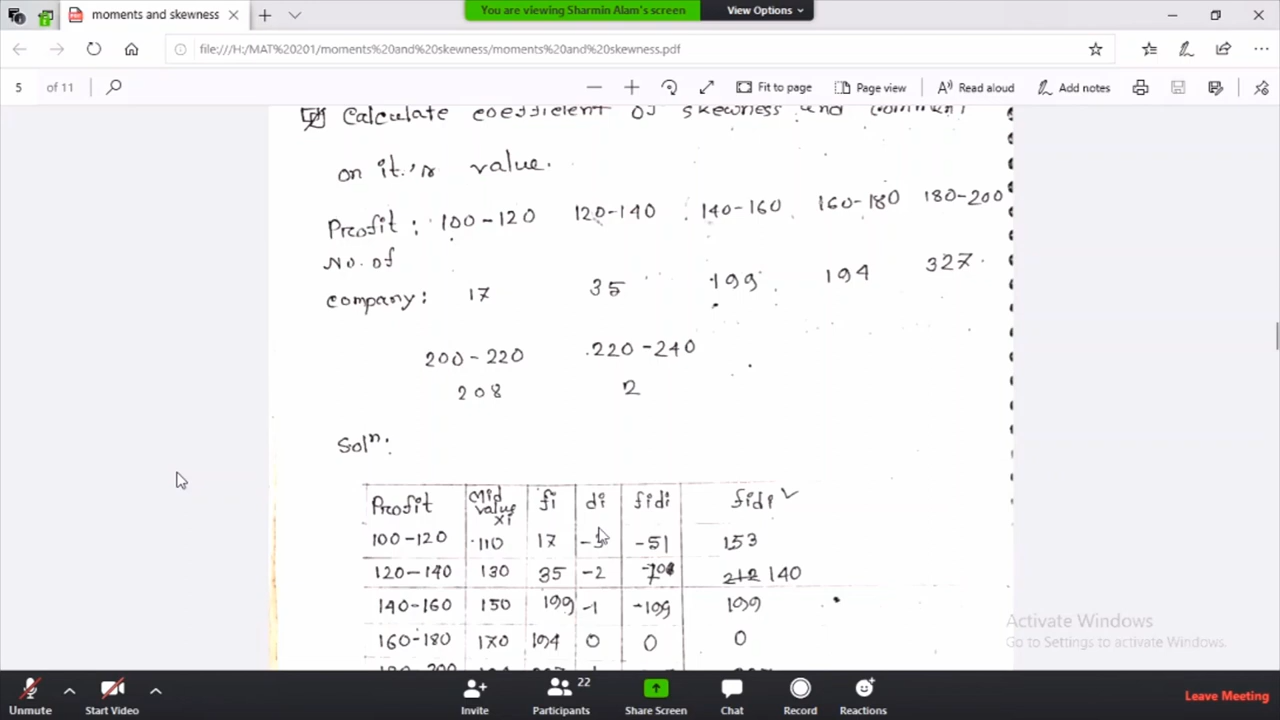 moments and skewness
You are viewing Sharmin Alam's screen
View Options
file:///H:/MAT%20201/moments%20and%20skewness/moments%20and%20skewness.pdf
5 of 11
Fit to page
Page view
Read aloud
Add notes
Calculate coefficient of skewness and comment
on it's value.
Profit: 100-120 120-140 140-160 160-180 180-200
No. of
company: 17 35 199 194 327
200-220 220-240
208 2
Solⁿ:
Profit Mid value xi fi di fidi fidi²
100-120 110 17 -3 -51 153
120-140 130 35 -2 -70 140
140-160 150 199 -1 -199 199
160-180 170 194 0 0 0
Activate Windows
Go to Settings to activate Windows.
Unmute
Start Video
Invite
22
Participants
Share Screen
Chat
Record
Reactions
Leave Meeting